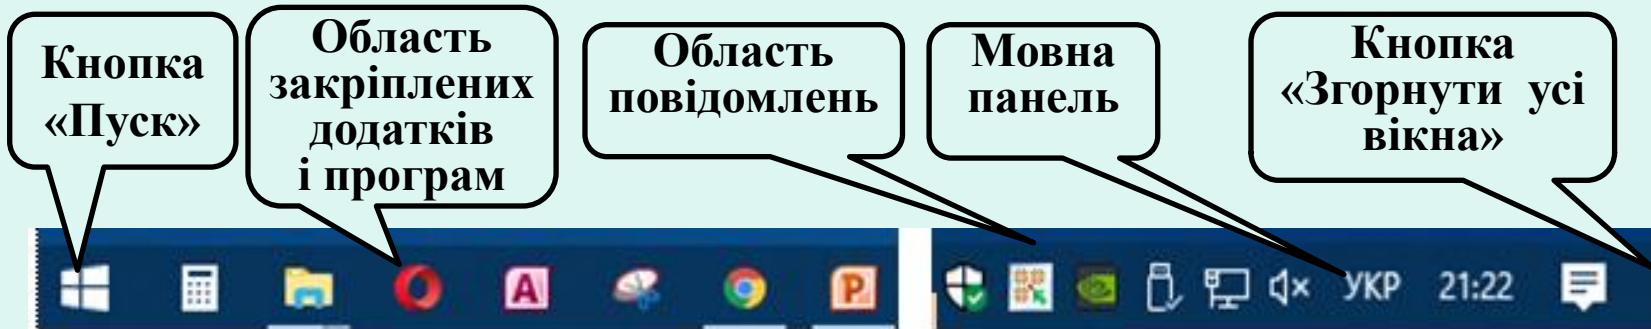 Кнопка
«Пуск»
Область
закріплених
додатків
і програм
Область
повідомлень
Мовна
панель
Кнопка
«Згорнути усі
вікна»
A
P
УКР
21:22